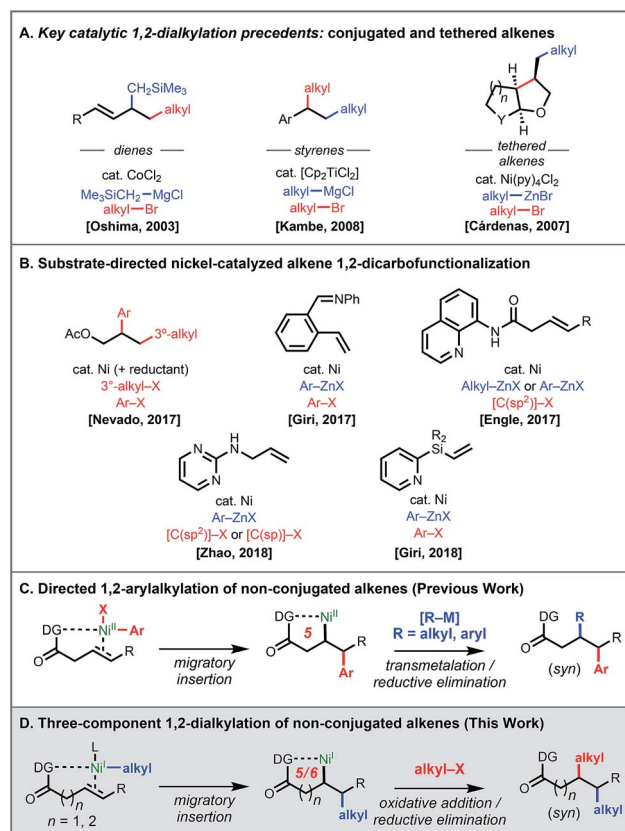 A. Key catalytic 1,2-dialkylation precedents: conjugated and tethered alkenes
CH₂SiMe₃
R
alkyl
dienes
cat. CoCl₂
Me₃SiCH₂–MgCl
alkyl–Br
[Oshima, 2003]
alkyl
Ar
alkyl
styrenes
cat. [Cp₂TiCl₂]
alkyl–MgCl
alkyl–Br
[Kambe, 2008]
alkyl
H
n
Y
O
H
tethered
alkenes
cat. Ni(py)₄Cl₂
alkyl–ZnBr
alkyl–Br
[Cárdenas, 2007]
B. Substrate-directed nickel-catalyzed alkene 1,2-dicarbofunctionalization
Ar
AcO
3º-alkyl
cat. Ni (+ reductant)
3°-alkyl–X
Ar–X
[Nevado, 2017]
NPh
cat. Ni
Ar–ZnX
Ar–X
[Giri, 2017]
O
N
N
H
R
cat. Ni
Alkyl–ZnX or Ar–ZnX
[C(sp²)]–X
[Engle, 2017]
H
N
N
N
cat. Ni
Ar–ZnX
[C(sp²)]–X or [C(sp)]–X
[Zhao, 2018]
R₂
Si
N
cat. Ni
Ar–ZnX
Ar–X
[Giri, 2018]
C. Directed 1,2-arylalkylation of non-conjugated alkenes (Previous Work)
X
DG
Niᴵᴵ
Ar
O
R
migratory
insertion
DG
Niᴵᴵ
5
O
R
Ar
[R–M]
R = alkyl, aryl
transmetalation /
reductive elimination
DG
R
O
R
Ar
(syn)
D. Three-component 1,2-dialkylation of non-conjugated alkenes (This Work)
L
DG
Niᴵ
alkyl
O
n
R
n = 1, 2
migratory
insertion
DG
Niᴵ
5/6
O
n
R
alkyl
alkyl–X
oxidative addition /
reductive elimination
DG
alkyl
O
n
R
alkyl
(syn)